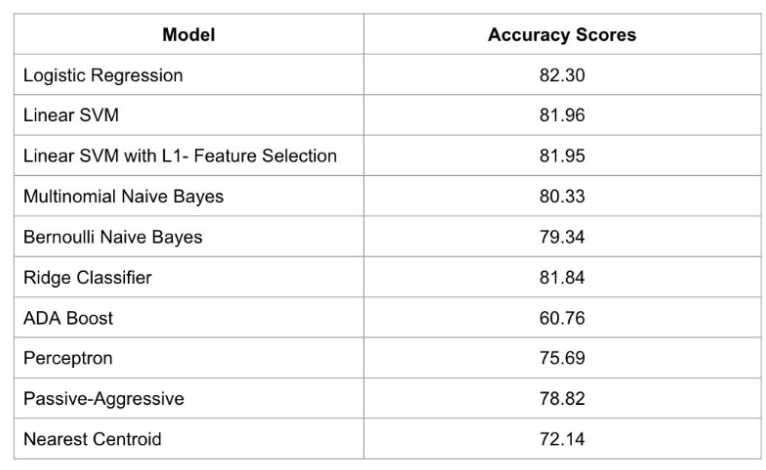 Model Accuracy Scores
Logistic Regression 82.30
Linear SVM 81.96
Linear SVM with L1- Feature Selection 81.95
Multinomial Naive Bayes 80.33
Bernoulli Naive Bayes 79.34
Ridge Classifier 81.84
ADA Boost 60.76
Perceptron 75.69
Passive-Aggressive 78.82
Nearest Centroid 72.14